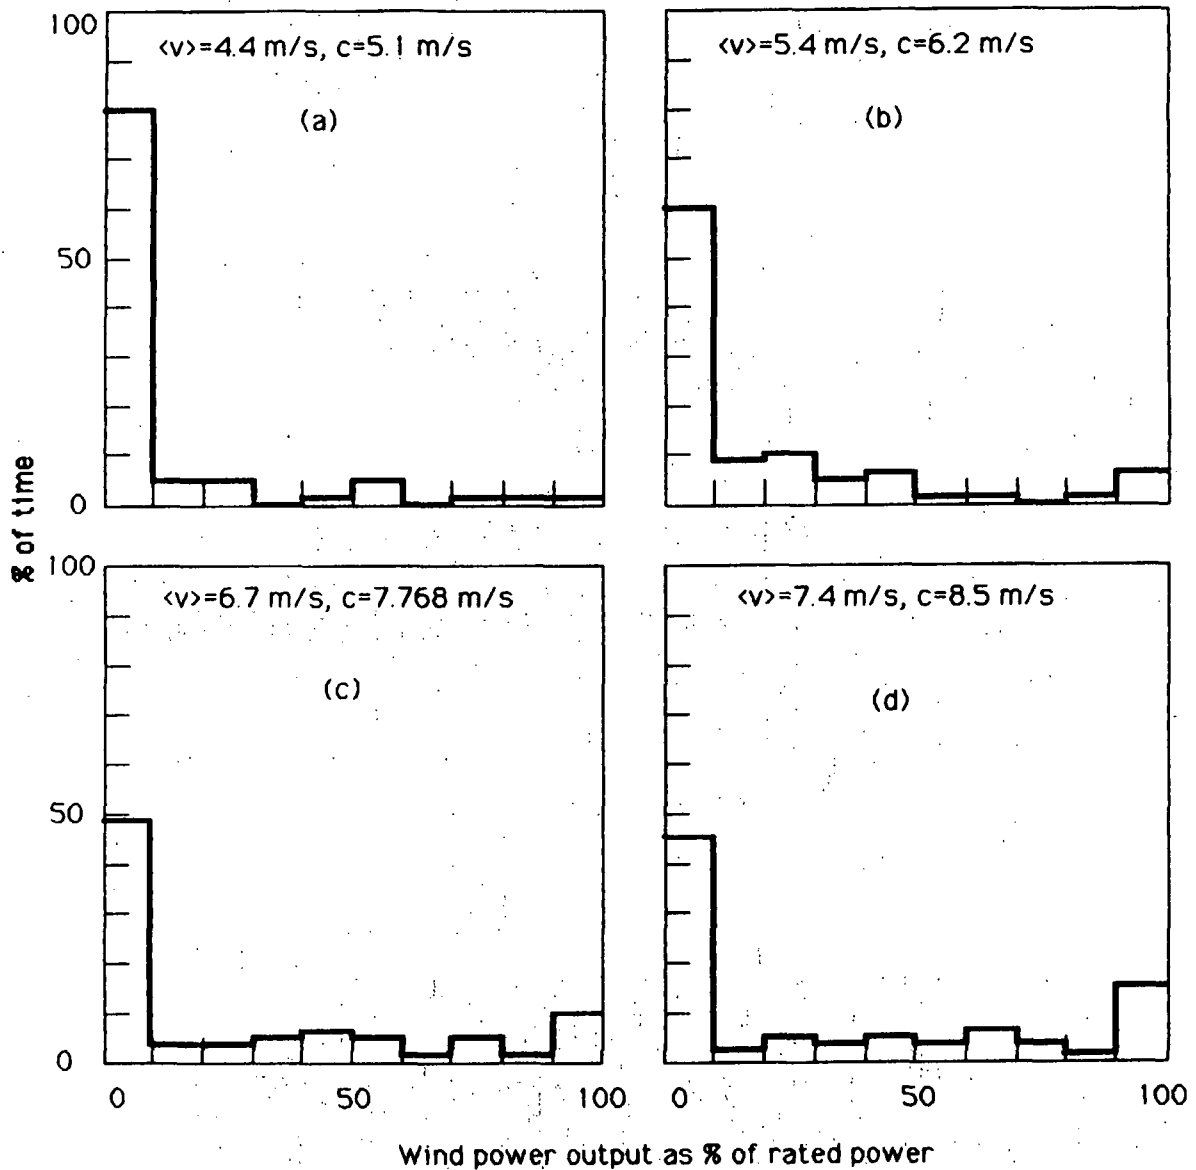 100
<v>=4.4 m/s, c=5.1 m/s
(a)
50
0
<v>=5.4 m/s, c=6.2 m/s
(b)
% of time
100
<v>=6.7 m/s, c=7.768 m/s
(c)
50
0
0 50 100
<v>=7.4 m/s, c=8.5 m/s
(d)
0 50 100
Wind power output as % of rated power